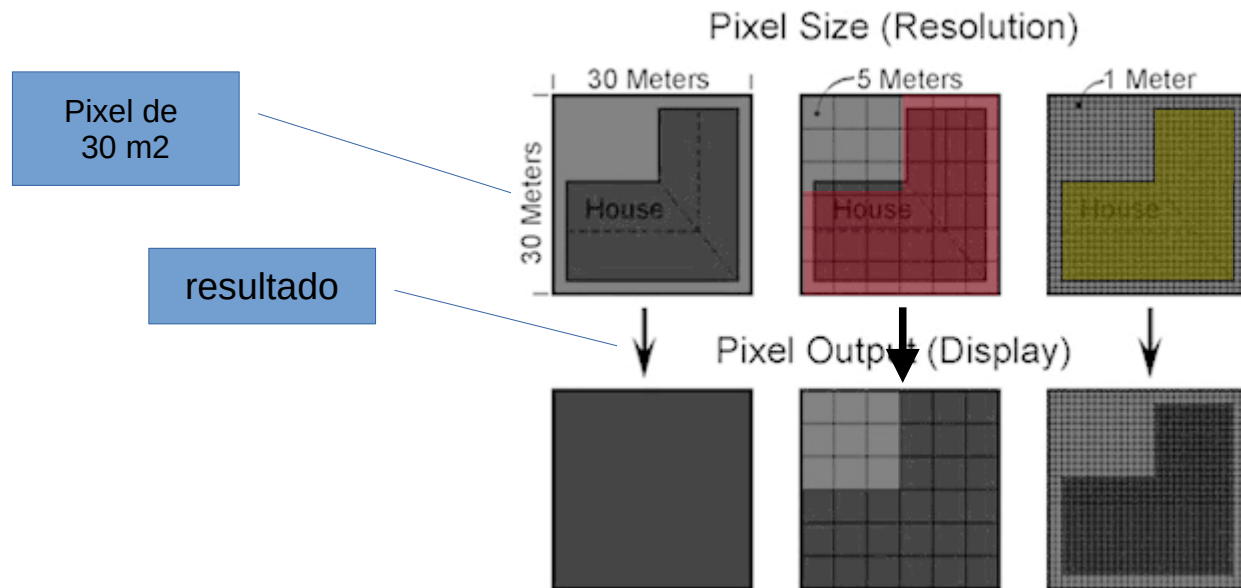 Pixel Size (Resolution)
Pixel de
30 m2
30 Meters
5 Meters
1 Meter
30 Meters
House
House
House
resultado
Pixel Output (Display)